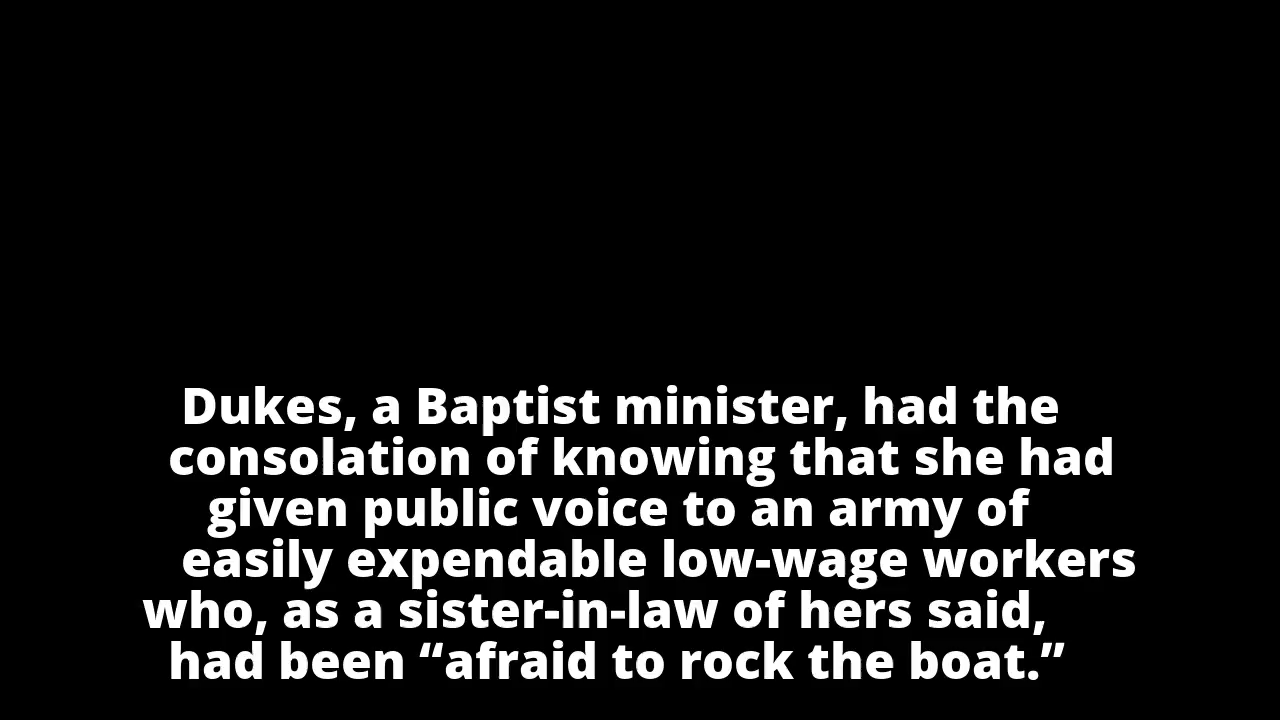 Dukes, a Baptist minister, had the
consolation of knowing that she had
given public voice to an army of
easily expendable low-wage workers
who, as a sister-in-law of hers said,
had been “afraid to rock the boat.”